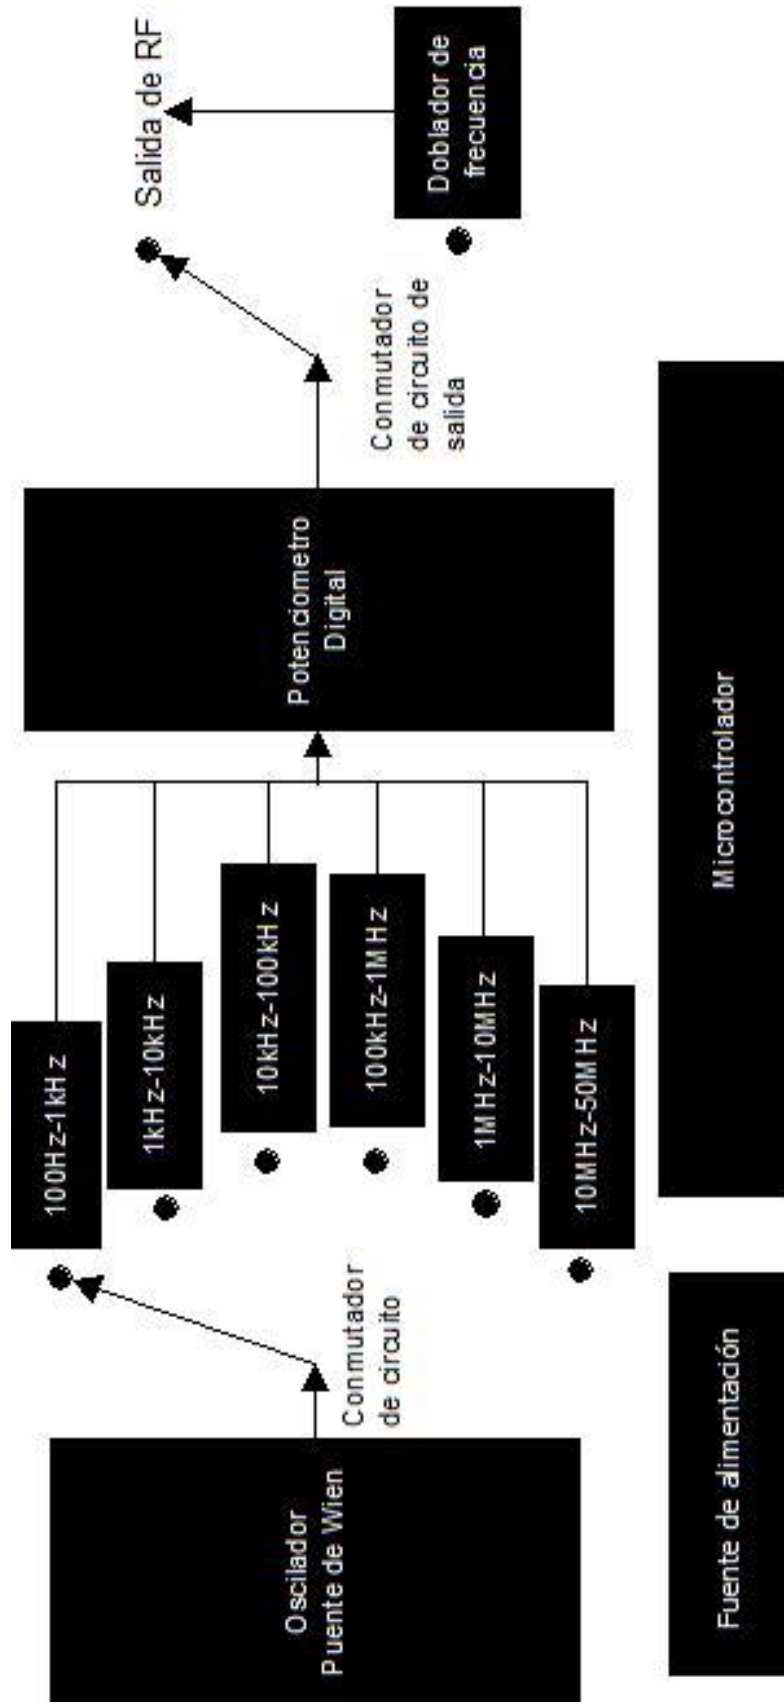 Oscilador
Puente de Wien
Conmutador
de circuito
100Hz-1kHz
1kHz-10kHz
10kHz-100kHz
100kHz-1MHz
1MHz-10MHz
10MHz-50MHz
Potenciometro
Digital
Conmutador
de circuito de
salida
Salida de RF
Doblador de
frecuencia
Fuente de alimentación
Microcontrolador